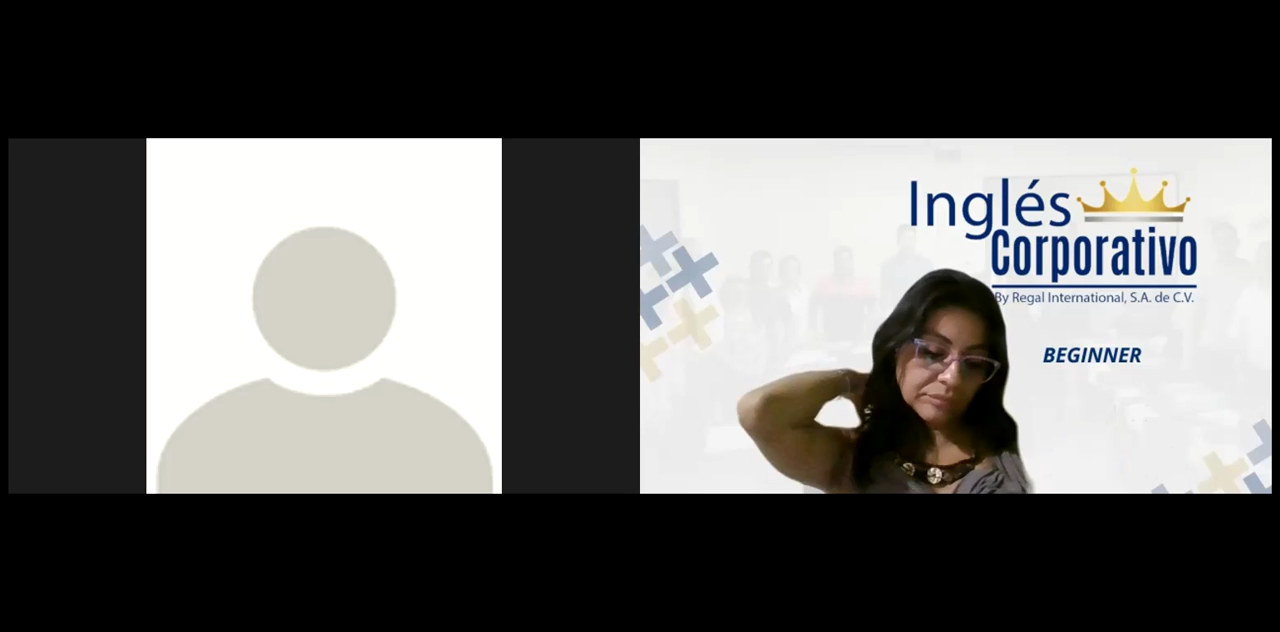 Inglés
Corporativo
By Regal International, S.A. de C.V.
BEGINNER